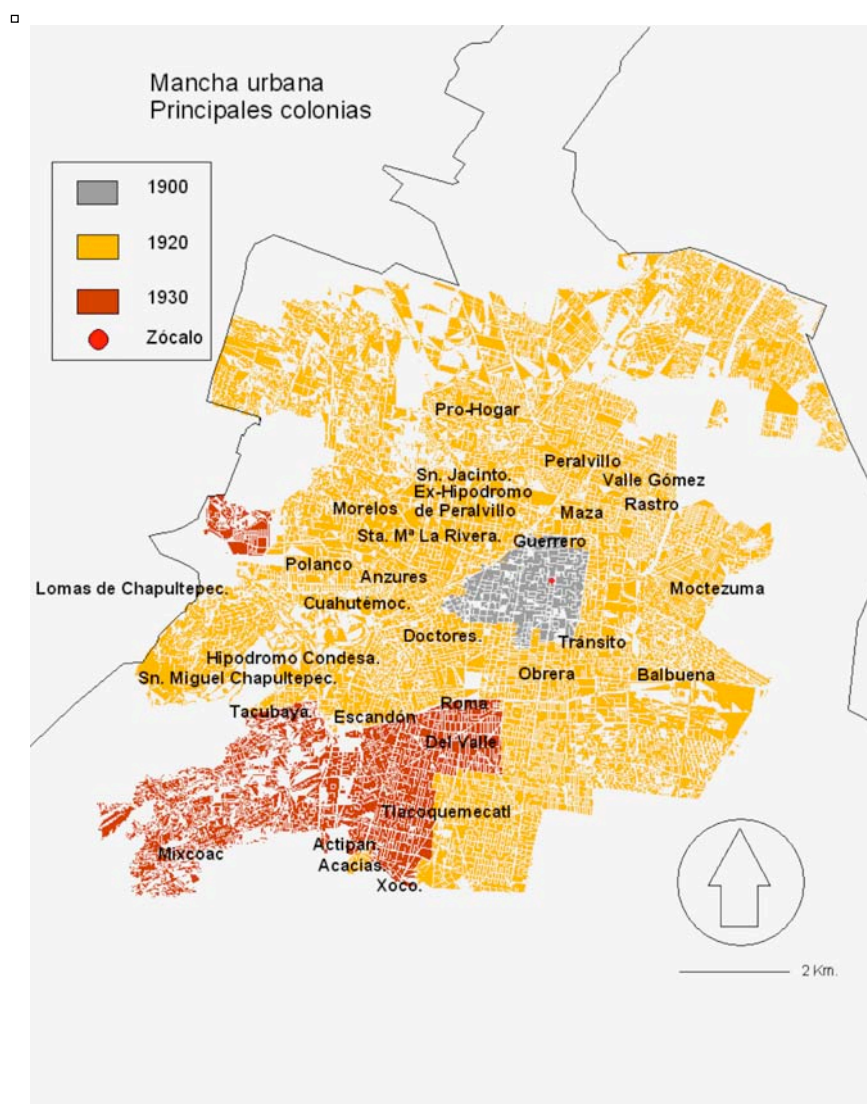 Mancha urbana
Principales colonias
1900
1920
1930
Zócalo
Pro-Hogar
Peralvillo
Sn. Jacinto.
Valle Gómez
Ex-Hipodromo
de Peralvillo
Rastro
Morelos
Maza
Sta. Mª La Rivera.
Guerrero
Polanco
Anzures
Lomas de Chapultepec.
Moctezuma
Cuahutémoc.
Doctores.
Tránsito
Hipodromo Condesa.
Obrera
Balbuena
Sn. Miguel Chapultepec.
Roma
Tacubaya.
Escandón
Del Valle
Tlacoquemecatl
Actipan
Mixcoac
Acacias.
Xoco.
2 Km.